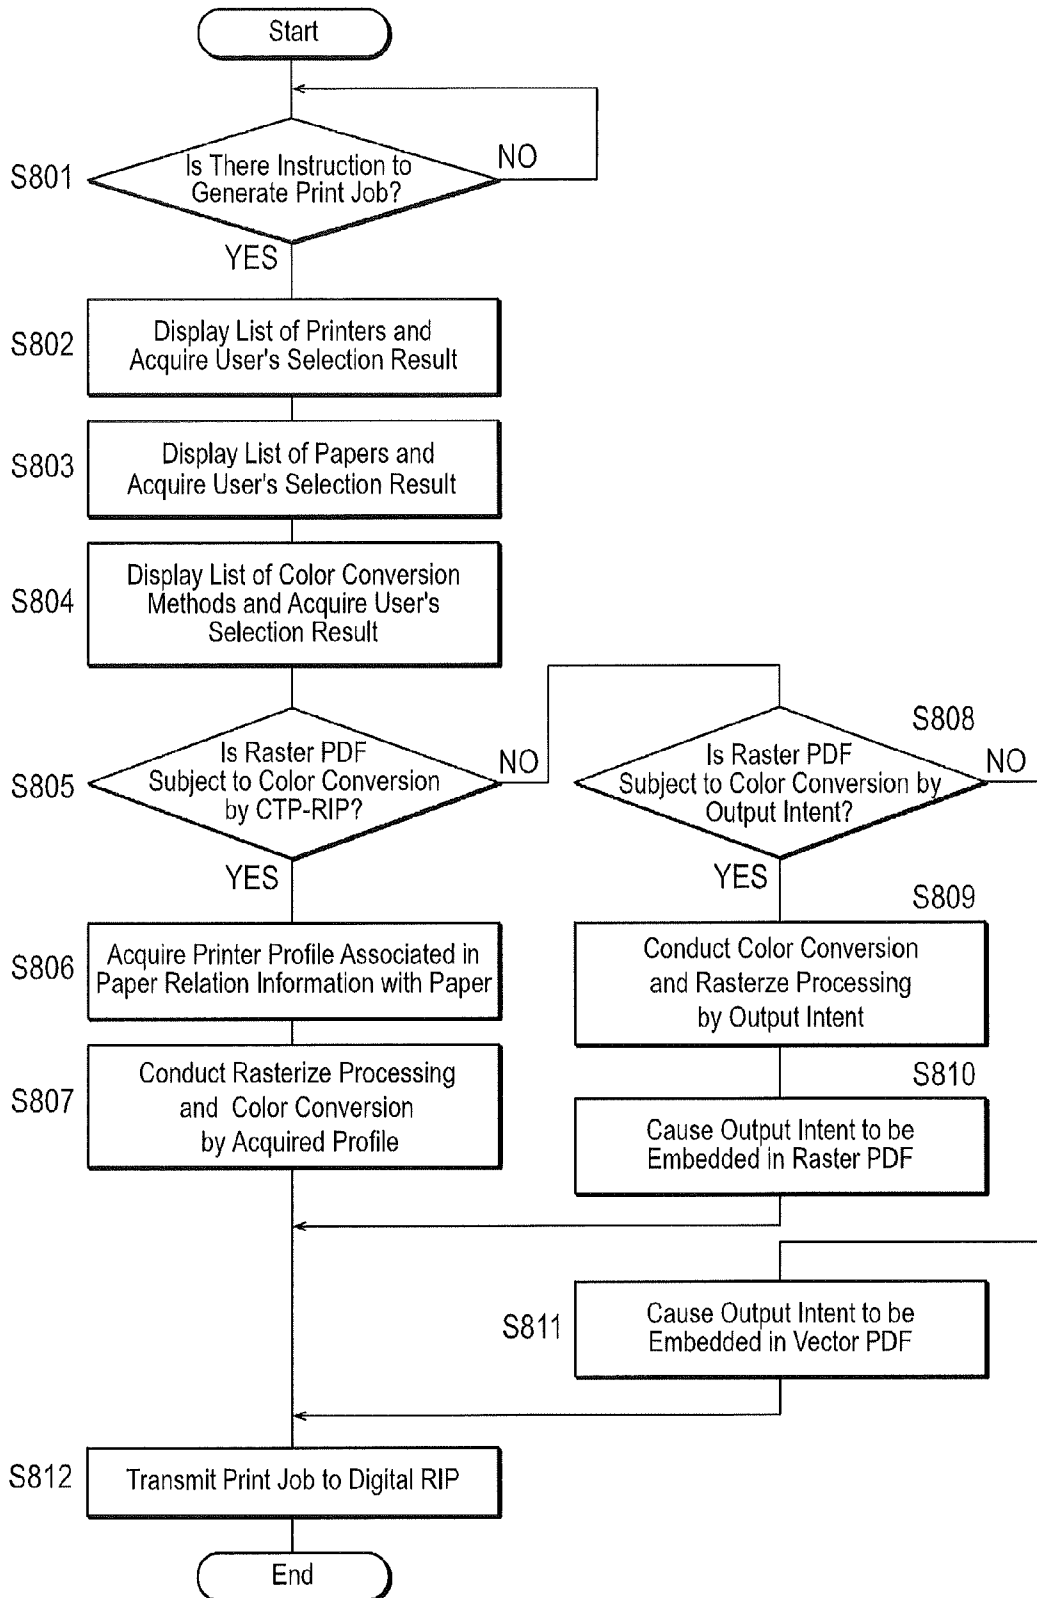 Start
S801
Is There Instruction to
Generate Print Job?
NO
YES
S802
Display List of Printers and
Acquire User's Selection Result
S803
Display List of Papers and
Acquire User's Selection Result
S804
Display List of Color Conversion
Methods and Acquire User's
Selection Result
S805
Is Raster PDF
Subject to Color Conversion
by CTP-RIP?
NO
YES
S808
Is Raster PDF
Subject to Color Conversion by
Output Intent?
NO
YES
S806
Acquire Printer Profile Associated in
Paper Relation Information with Paper
S807
Conduct Rasterize Processing
and Color Conversion
by Acquired Profile
S809
Conduct Color Conversion
and Rasterze Processing
by Output Intent
S810
Cause Output Intent to be
Embedded in Raster PDF
S811
Cause Output Intent to be
Embedded in Vector PDF
S812
Transmit Print Job to Digital RIP
End